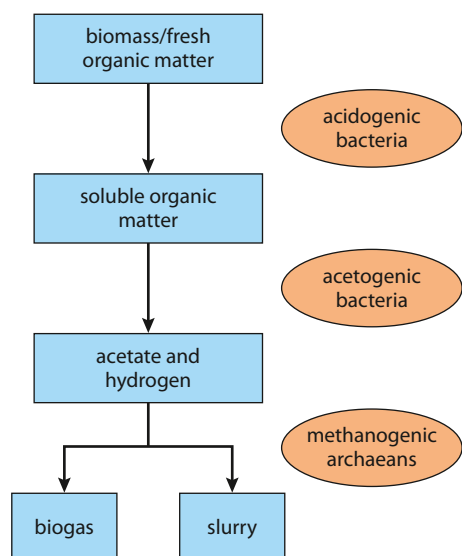 biomass/fresh
organic matter
acidogenic
bacteria
soluble organic
matter
acetogenic
bacteria
acetate and
hydrogen
methanogenic
archaeans
biogas
slurry